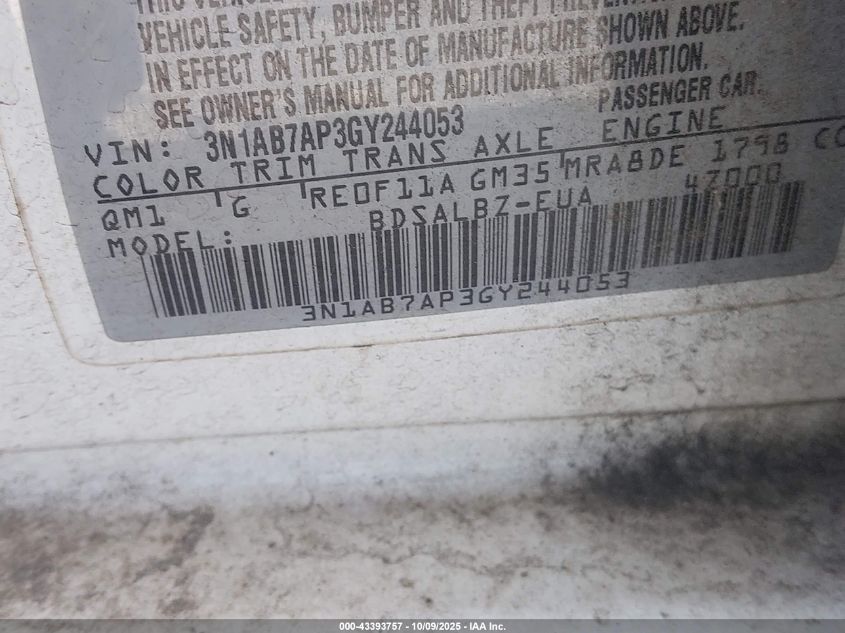 THIS VEHICLE
VEHICLE SAFETY, BUMPER AND THEFT PREVENTION
IN EFFECT ON THE DATE OF MANUFACTURE SHOWN ABOVE.
SEE OWNER'S MANUAL FOR ADDITIONAL INFORMATION.
PASSENGER CAR.
VIN: 3N1AB7AP3GY244053
COLOR TRIM TRANS AXLE ENGINE
QM1 G RE0F11A GM35 MRA8DE 1798 CC
MODEL: BDSALBZ-EUA 47000
3N1AB7AP3GY244053
000-43393757 - 10/09/2025 - IAA Inc.